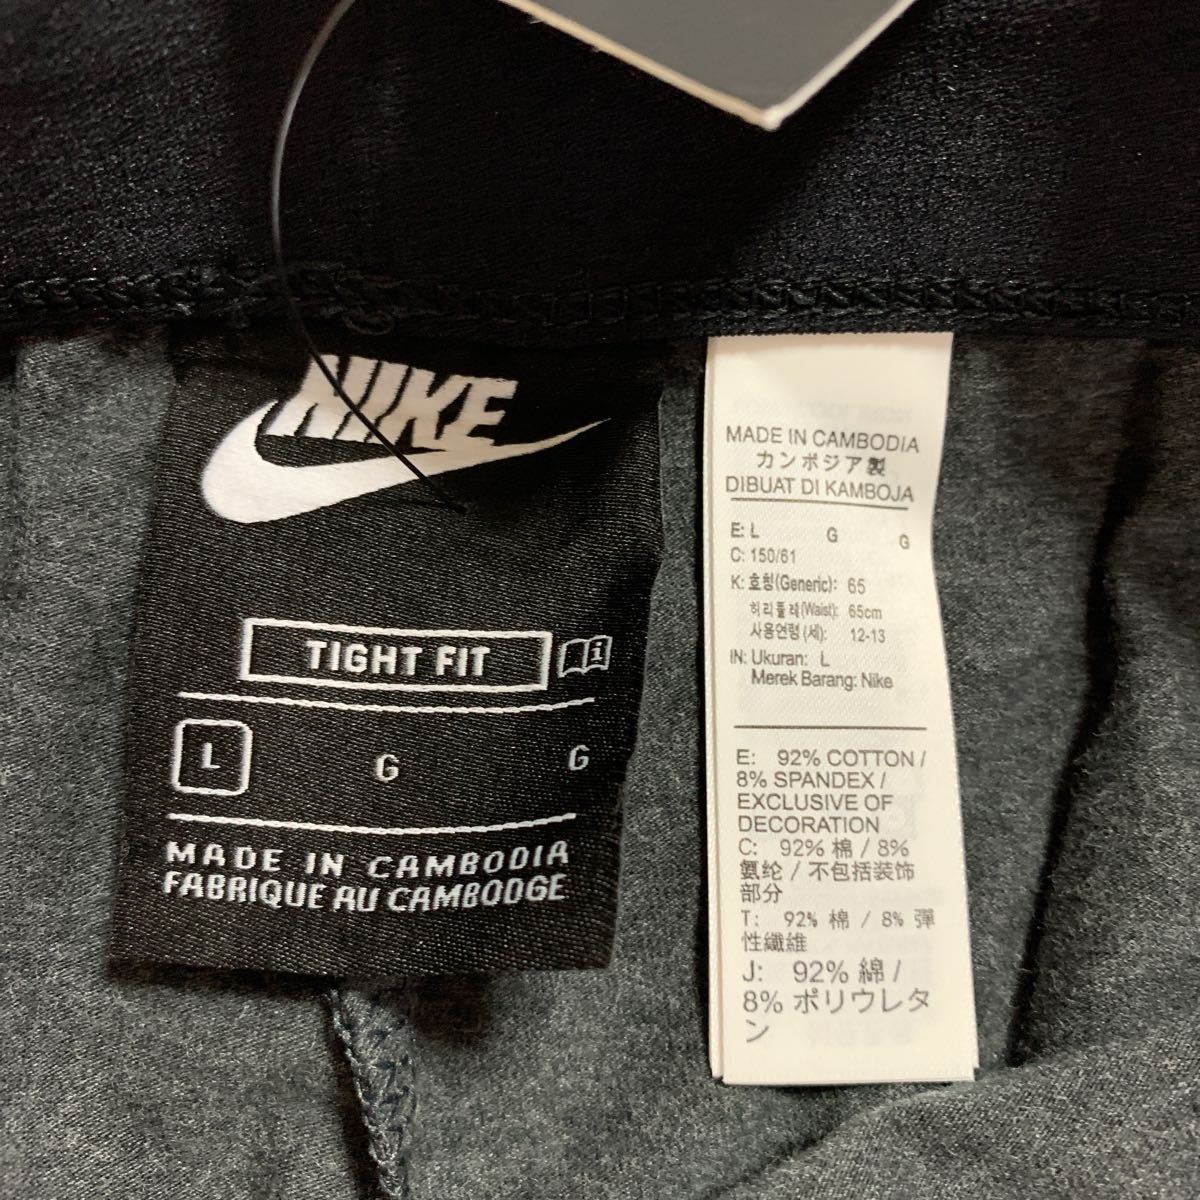 NIKE
TIGHT FIT
L G G
MADE IN CAMBODIA
FABRIQUE AU CAMBODGE
MADE IN CAMBODIA
カンボジア製
DIBUAT DI KAMBOJA
E: L G G
C: 150/61
K: 호칭(Generic): 65
허리둘레(Waist): 65cm
사용연령(세): 12-13
IN: Ukuran: L
Merek Barang: Nike
E: 92% COTTON /
8% SPANDEX /
EXCLUSIVE OF
DECORATION
C: 92% 棉 / 8%
氨纶 / 不包括装饰
部分
T: 92% 棉 / 8% 彈
性纖維
J: 92% 綿 /
8% ポリウレタ
ン